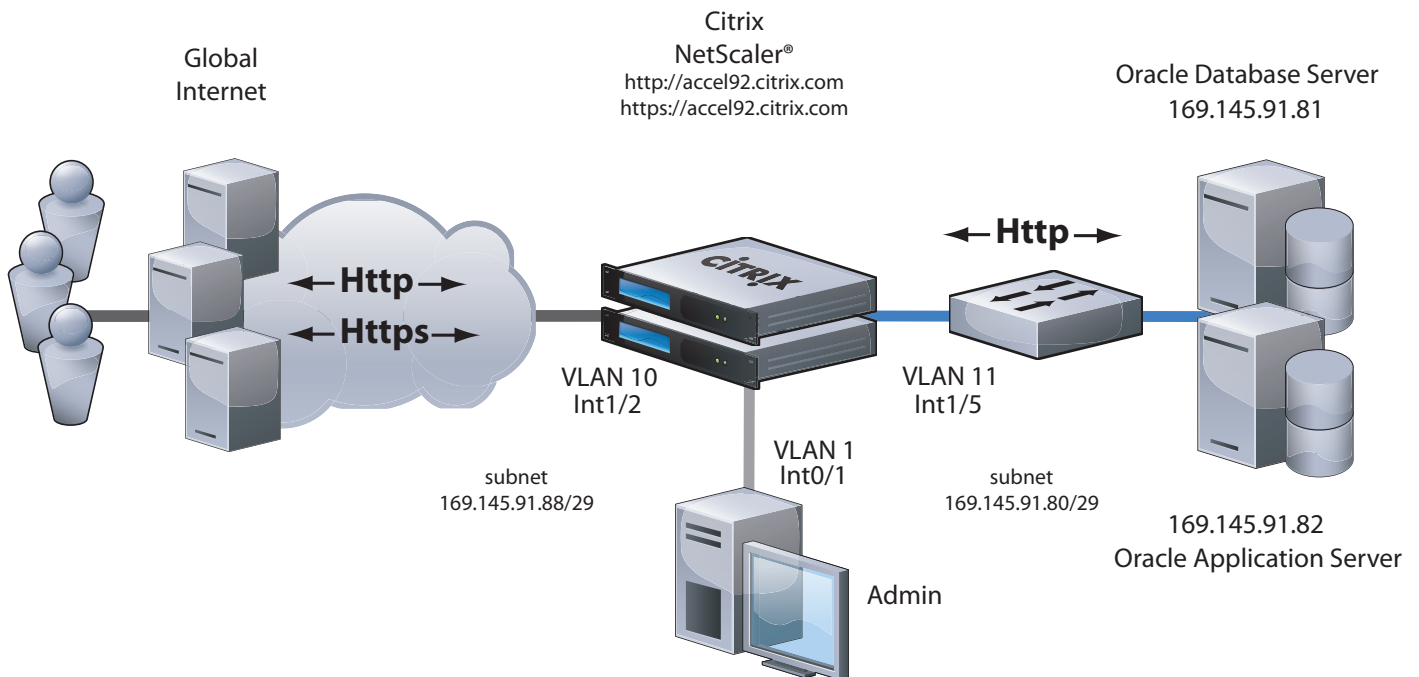 Citrix
NetScaler®
http://accel92.citrix.com
https://accel92.citrix.com
Global
Internet
Oracle Database Server
169.145.91.81
Http
Https
CİTRIX
Http
VLAN 10
Int1/2
VLAN 11
Int1/5
VLAN 1
Int0/1
subnet
169.145.91.88/29
subnet
169.145.91.80/29
169.145.91.82
Oracle Application Server
Admin